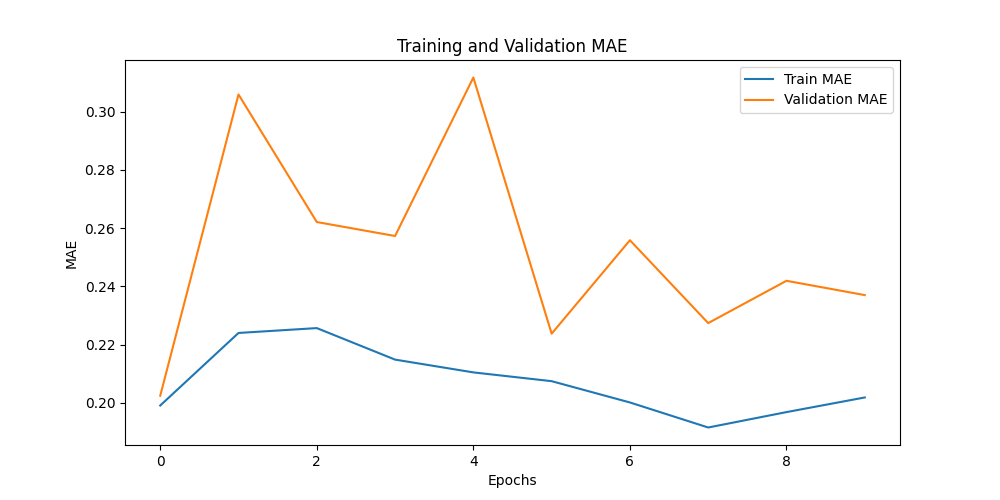 Training and Validation MAE
Train MAE
Validation MAE
0.30
0.28
0.26
0.24
0.22
0.20
MAE
0 2 4 6 8
Epochs